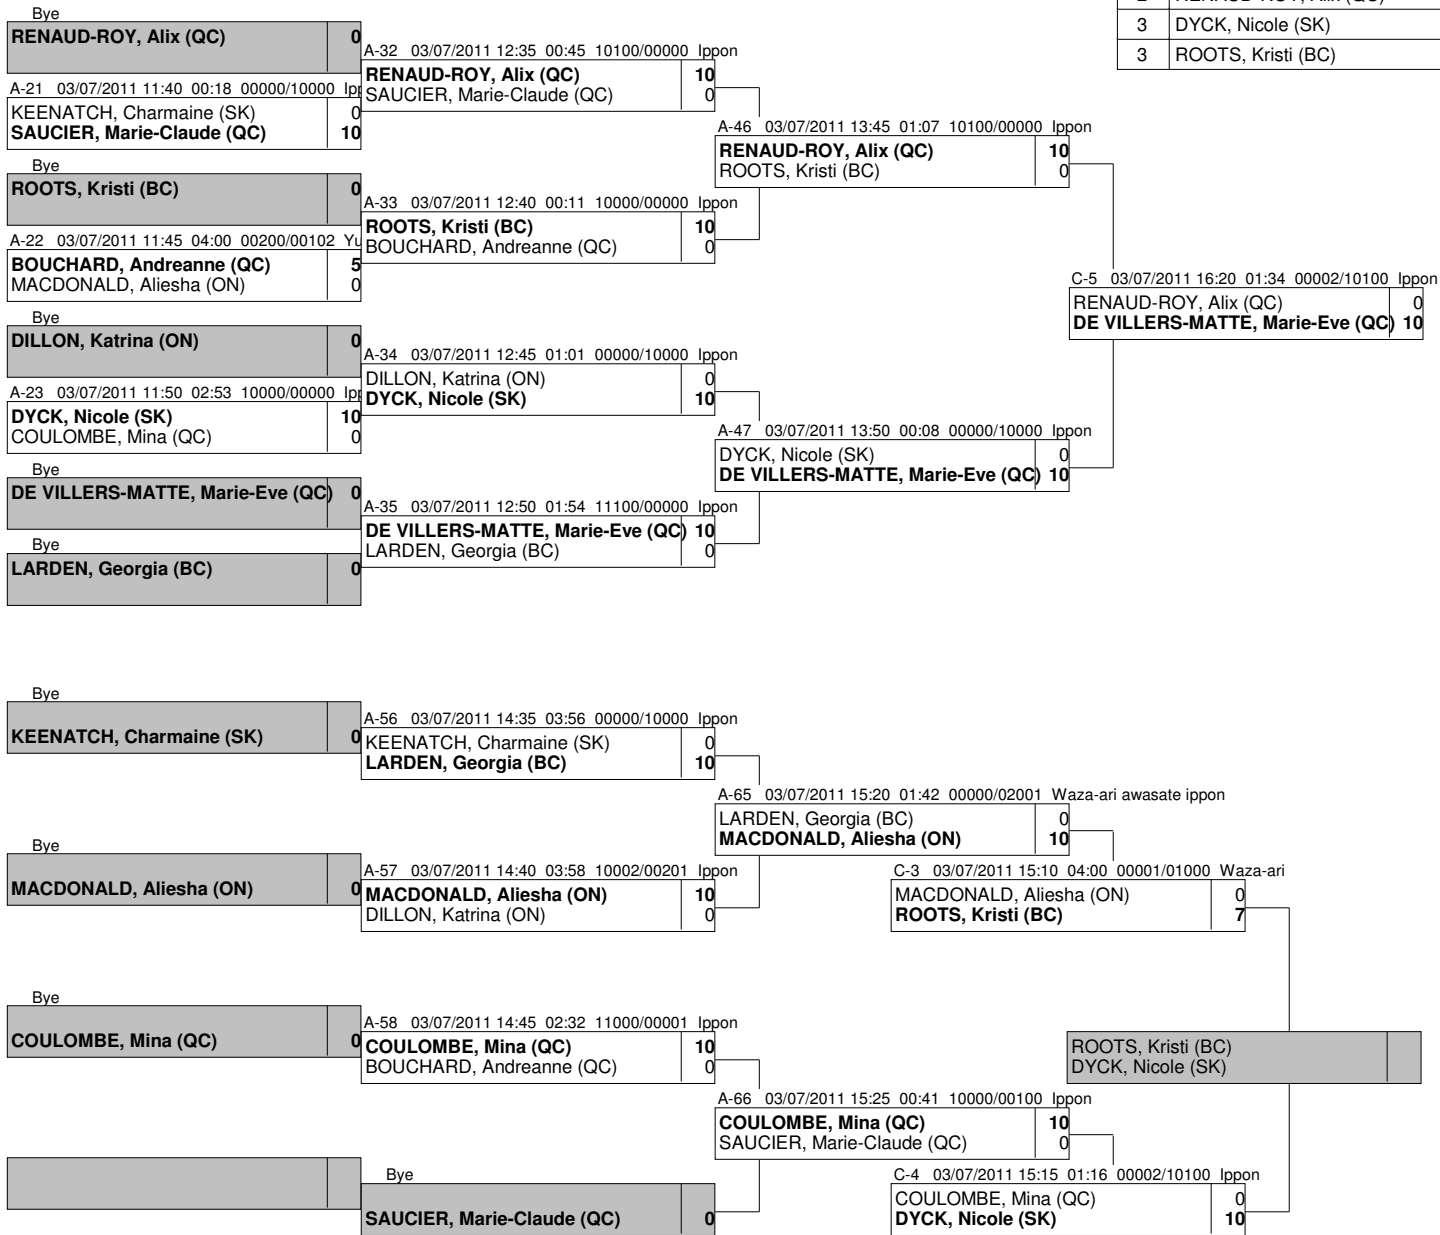 2 RENAUD-ROY, Alix (QC)
3 DYCK, Nicole (SK)
3 ROOTS, Kristi (BC)
Bye
RENAUD-ROY, Alix (QC) 0
A-21 03/07/2011 11:40 00:18 00000/10000 Ipp
KEENATCH, Charmaine (SK) 0
SAUCIER, Marie-Claude (QC) 10
Bye
ROOTS, Kristi (BC) 0
A-22 03/07/2011 11:45 04:00 00200/00102 Yu
BOUCHARD, Andreanne (QC) 5
MACDONALD, Aliesha (ON) 0
Bye
DILLON, Katrina (ON) 0
A-23 03/07/2011 11:50 02:53 10000/00000 Ipp
DYCK, Nicole (SK) 10
COULOMBE, Mina (QC) 0
Bye
DE VILLERS-MATTE, Marie-Eve (QC) 0
Bye
LARDEN, Georgia (BC) 0
A-32 03/07/2011 12:35 00:45 10100/00000 Ippon
RENAUD-ROY, Alix (QC) 10
SAUCIER, Marie-Claude (QC) 0
A-33 03/07/2011 12:40 00:11 10000/00000 Ippon
ROOTS, Kristi (BC) 10
BOUCHARD, Andreanne (QC) 0
A-34 03/07/2011 12:45 01:01 00000/10000 Ippon
DILLON, Katrina (ON) 0
DYCK, Nicole (SK) 10
A-35 03/07/2011 12:50 01:54 11100/00000 Ippon
DE VILLERS-MATTE, Marie-Eve (QC) 10
LARDEN, Georgia (BC) 0
A-46 03/07/2011 13:45 01:07 10100/00000 Ippon
RENAUD-ROY, Alix (QC) 10
ROOTS, Kristi (BC) 0
A-47 03/07/2011 13:50 00:08 00000/10000 Ippon
DYCK, Nicole (SK) 0
DE VILLERS-MATTE, Marie-Eve (QC) 10
C-5 03/07/2011 16:20 01:34 00002/10100 Ippon
RENAUD-ROY, Alix (QC) 0
DE VILLERS-MATTE, Marie-Eve (QC) 10
Bye
KEENATCH, Charmaine (SK) 0
Bye
MACDONALD, Aliesha (ON) 0
Bye
COULOMBE, Mina (QC) 0
A-56 03/07/2011 14:35 03:56 00000/10000 Ippon
KEENATCH, Charmaine (SK) 0
LARDEN, Georgia (BC) 10
A-57 03/07/2011 14:40 03:58 10002/00201 Ippon
MACDONALD, Aliesha (ON) 10
DILLON, Katrina (ON) 0
A-58 03/07/2011 14:45 02:32 11000/00001 Ippon
COULOMBE, Mina (QC) 10
BOUCHARD, Andreanne (QC) 0
Bye
SAUCIER, Marie-Claude (QC) 0
A-65 03/07/2011 15:20 01:42 00000/02001 Waza-ari awasate ippon
LARDEN, Georgia (BC) 0
MACDONALD, Aliesha (ON) 10
A-66 03/07/2011 15:25 00:41 10000/00100 Ippon
COULOMBE, Mina (QC) 10
SAUCIER, Marie-Claude (QC) 0
C-3 03/07/2011 15:10 04:00 00001/01000 Waza-ari
MACDONALD, Aliesha (ON) 0
ROOTS, Kristi (BC) 7
C-4 03/07/2011 15:15 01:16 00002/10100 Ippon
COULOMBE, Mina (QC) 0
DYCK, Nicole (SK) 10
ROOTS, Kristi (BC)
DYCK, Nicole (SK)